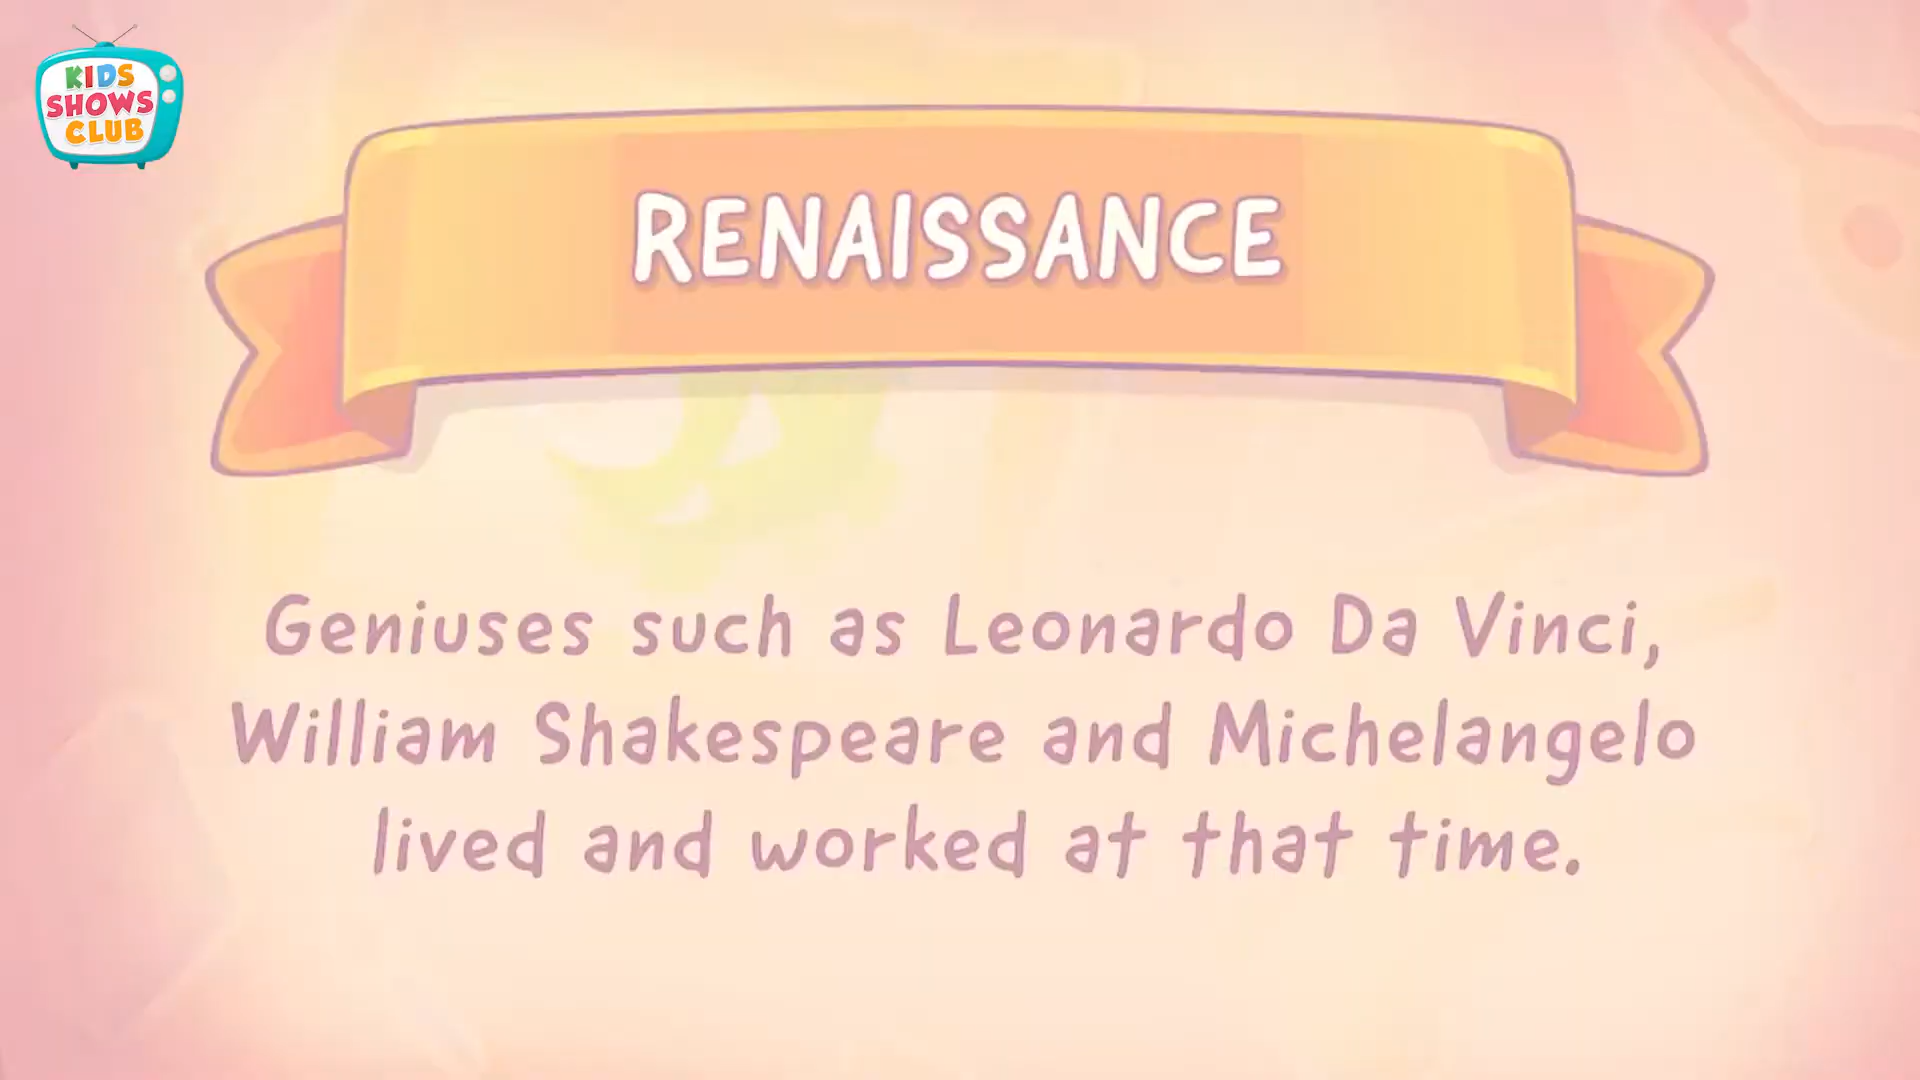 KIDS
SHOWS
CLUB
RENAISSANCE
Geniuses such as Leonardo Da Vinci,
William Shakespeare and Michelangelo
lived and worked at that time.